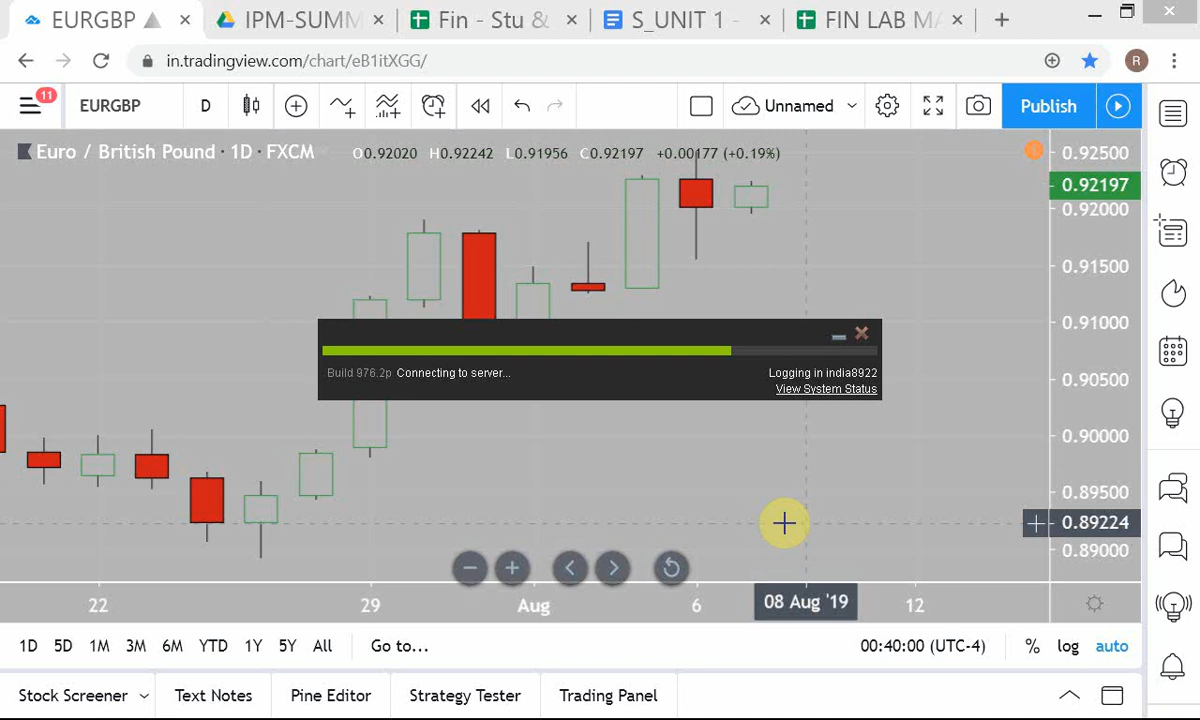 EURGBP
IPM-SUMM
Fin - Stu &
S_UNIT 1 -
FIN LAB MA
in.tradingview.com/chart/eB1itXGG/
R
11
EURGBP
D
Unnamed
Publish
Euro / British Pound · 1D · FXCM
O0.92020 H0.92242 L0.91956 C0.92197 +0.00177 (+0.19%)
0.92500
0.92197
0.92000
0.91500
0.91000
0.90500
0.90000
0.89500
0.89224
0.89000
Build 976.2p Connecting to server...
Logging in india8922
View System Status
22
29
Aug
6
08 Aug '19
12
1D 5D 1M 3M 6M YTD 1Y 5Y All Go to...
00:40:00 (UTC-4)
% log auto
Stock Screener
Text Notes
Pine Editor
Strategy Tester
Trading Panel